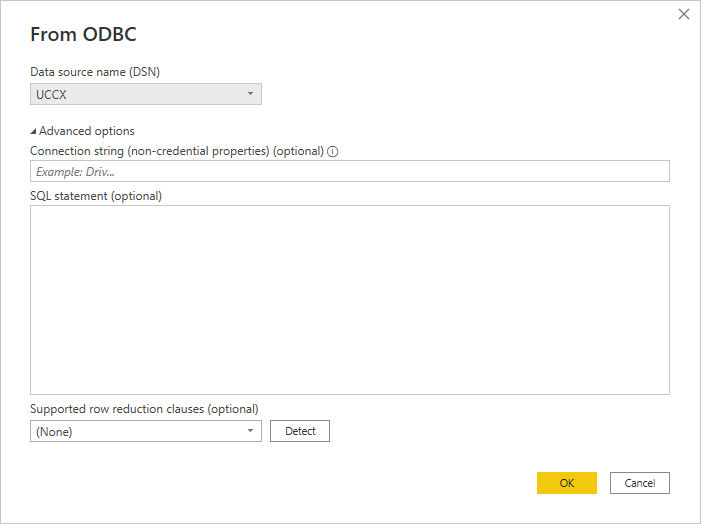 From ODBC
Data source name (DSN)
UCCX
Advanced options
Connection string (non-credential properties) (optional)
Example: Driv...
SQL statement (optional)
Supported row reduction clauses (optional)
(None)
Detect
OK
Cancel